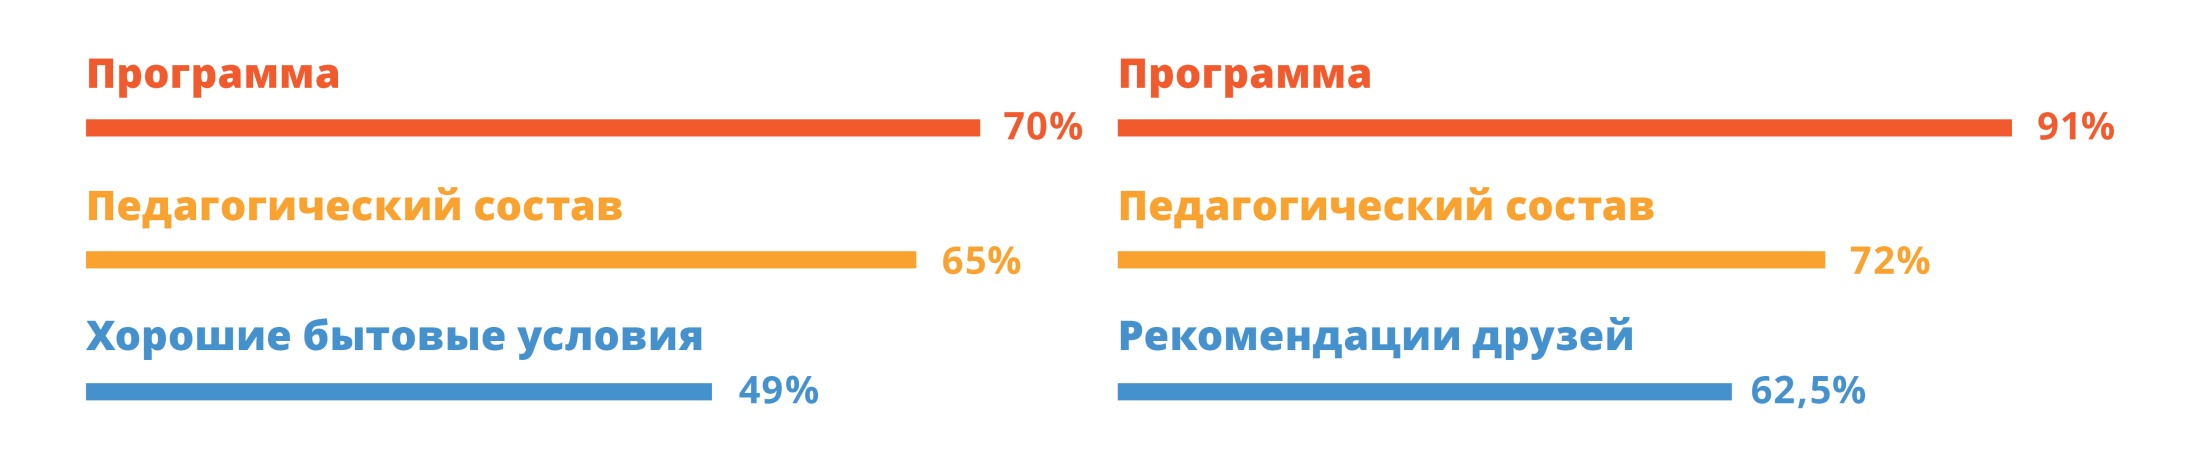 Программа
70%
Педагогический состав
65%
Хорошие бытовые условия
49%
Программа
91%
Педагогический состав
72%
Рекомендации друзей
62,5%